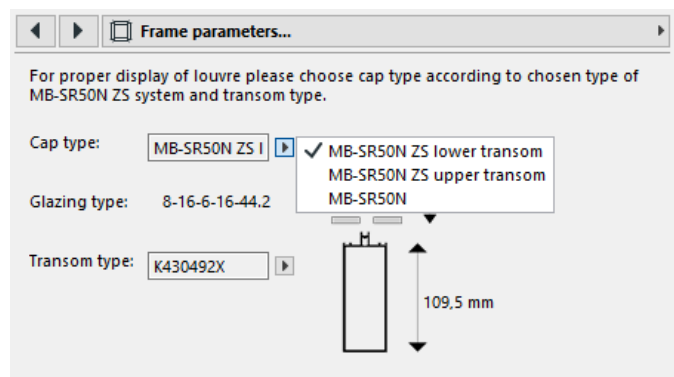 Frame parameters...
For proper display of louvre please choose cap type according to chosen type of
MB-SR50N ZS system and transom type.
Cap type:
MB-SR50N ZS l
MB-SR50N ZS lower transom
MB-SR50N ZS upper transom
MB-SR50N
Glazing type:
8-16-6-16-44.2
Transom type:
K430492X
109,5 mm